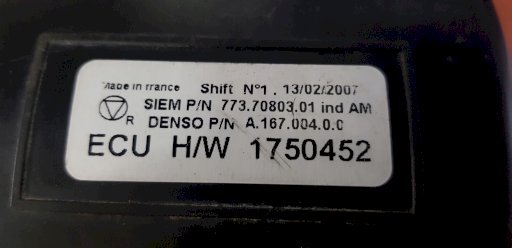 Made in France Shift N°1 . 13/02/2007
SIEM P/N 773.70803.01 ind AM
R DENSO P/N A.167.004.0.0
ECU H/W 1750452